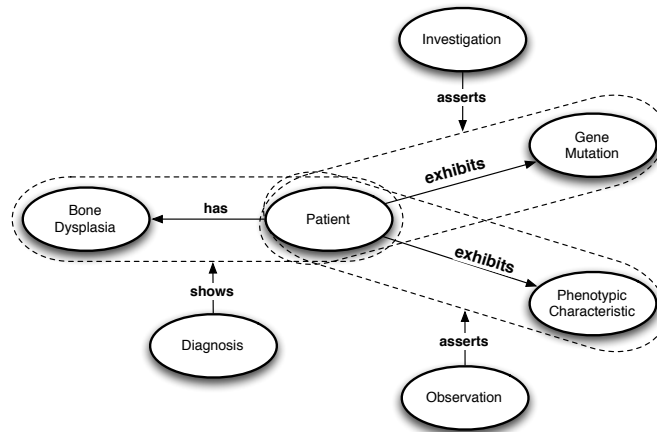 Investigation
asserts
Gene
Mutation
exhibits
Bone
Dysplasia
has
Patient
exhibits
Phenotypic
Characteristic
shows
Diagnosis
asserts
Observation